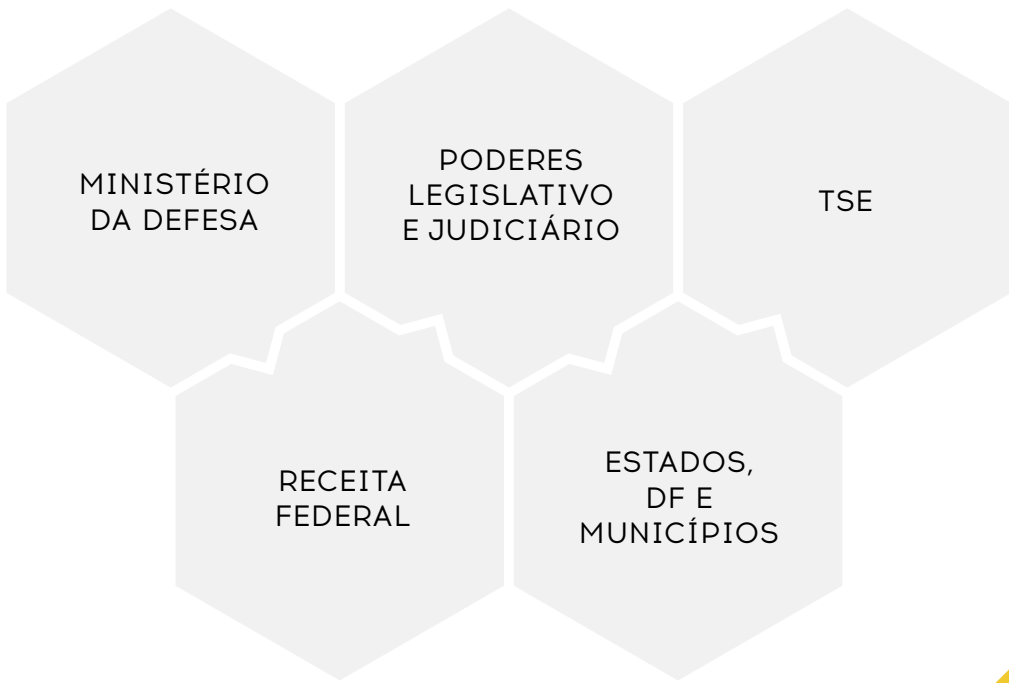 MINISTÉRIO
DA DEFESA
PODERES
LEGISLATIVO
E JUDICIÁRIO
TSE
RECEITA
FEDERAL
ESTADOS,
DF E
MUNICÍPIOS